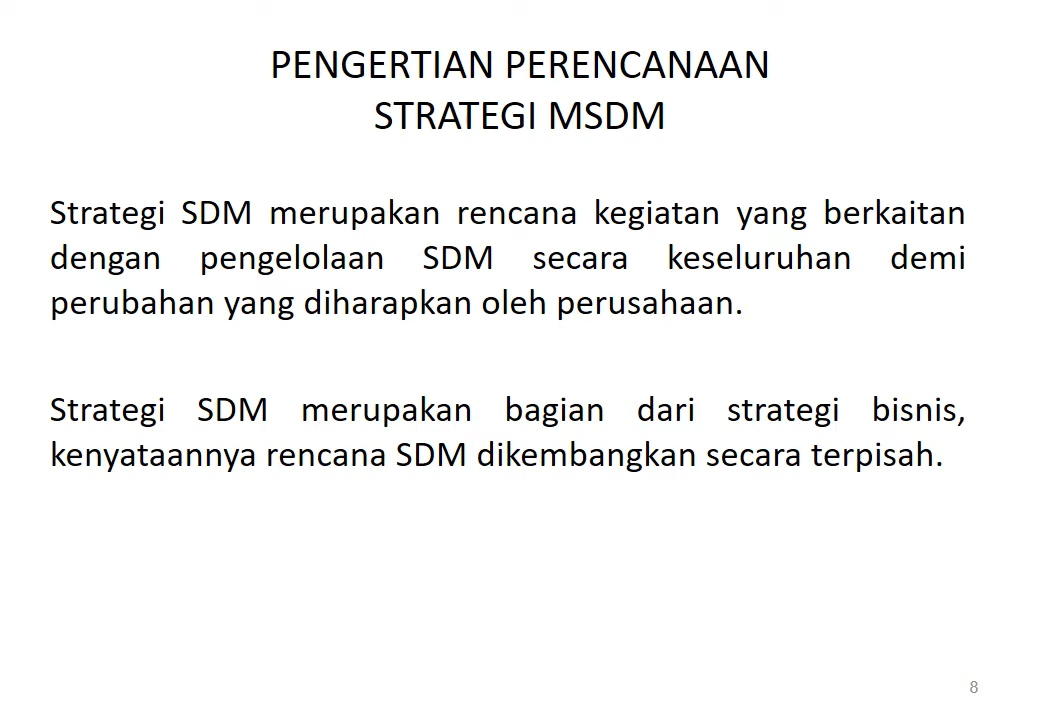 PENGERTIAN PERENCANAAN
STRATEGI MSDM
Strategi SDM merupakan rencana kegiatan yang berkaitan
dengan pengelolaan SDM secara keseluruhan demi
perubahan yang diharapkan oleh perusahaan.
Strategi SDM merupakan bagian dari strategi bisnis,
kenyataannya rencana SDM dikembangkan secara terpisah.
8